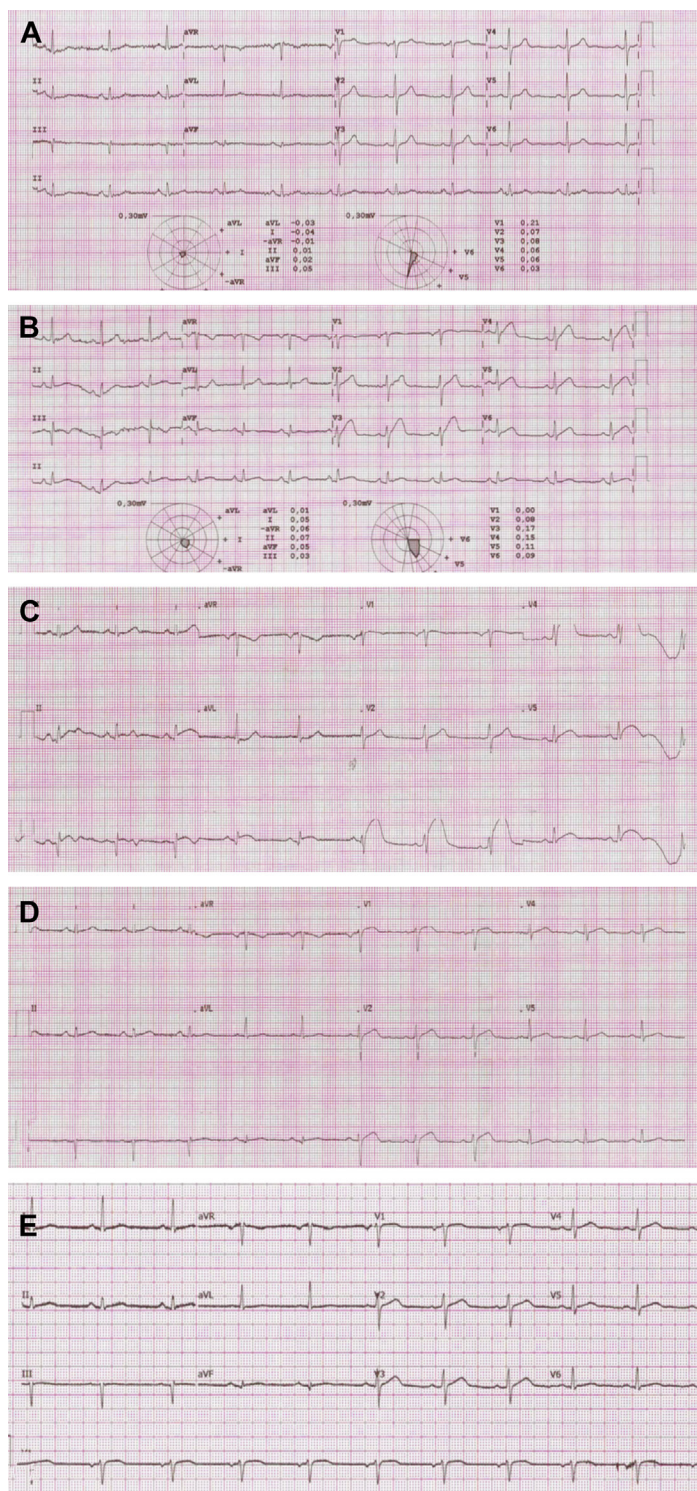 A
aVR V1 V4
II aVL V2 V5
III aVF V3 V6
II
0,30mV 0,30mV
aVL aVL -0,03 V1 0,21
I -0,04 V2 0,07
I -aVR -0,01 V6 V3 0,08
II 0,01 V4 0,06
aVF 0,02 V5 V5 0,06
-aVR III 0,05 V6 0,03
B
aVR V1 V4
II aVL V2 V5
III aVF V3 V6
II
0,30mV 0,30mV
aVL aVL 0,01 V1 0,00
I 0,05 V2 0,08
I -aVR 0,06 V6 V3 0,17
II 0,07 V4 0,15
aVF 0,05 V5 V5 0,11
-aVR III 0,03 V6 0,09
C
aVR V1 V4
II aVL V2 V5
D
aVR V1 V4
II aVL V2 V5
E
aVR V1 V4
II aVL V2 V5
III aVF V3 V6